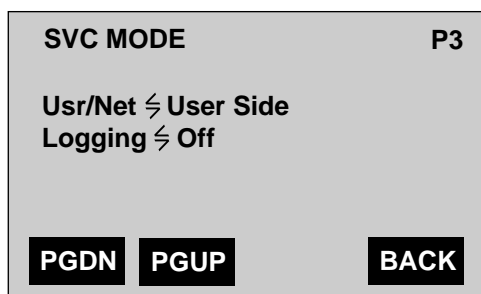 SVC MODE P3
Usr/Net ⥃ User Side
Logging ⥃ Off
PGDN PGUP BACK